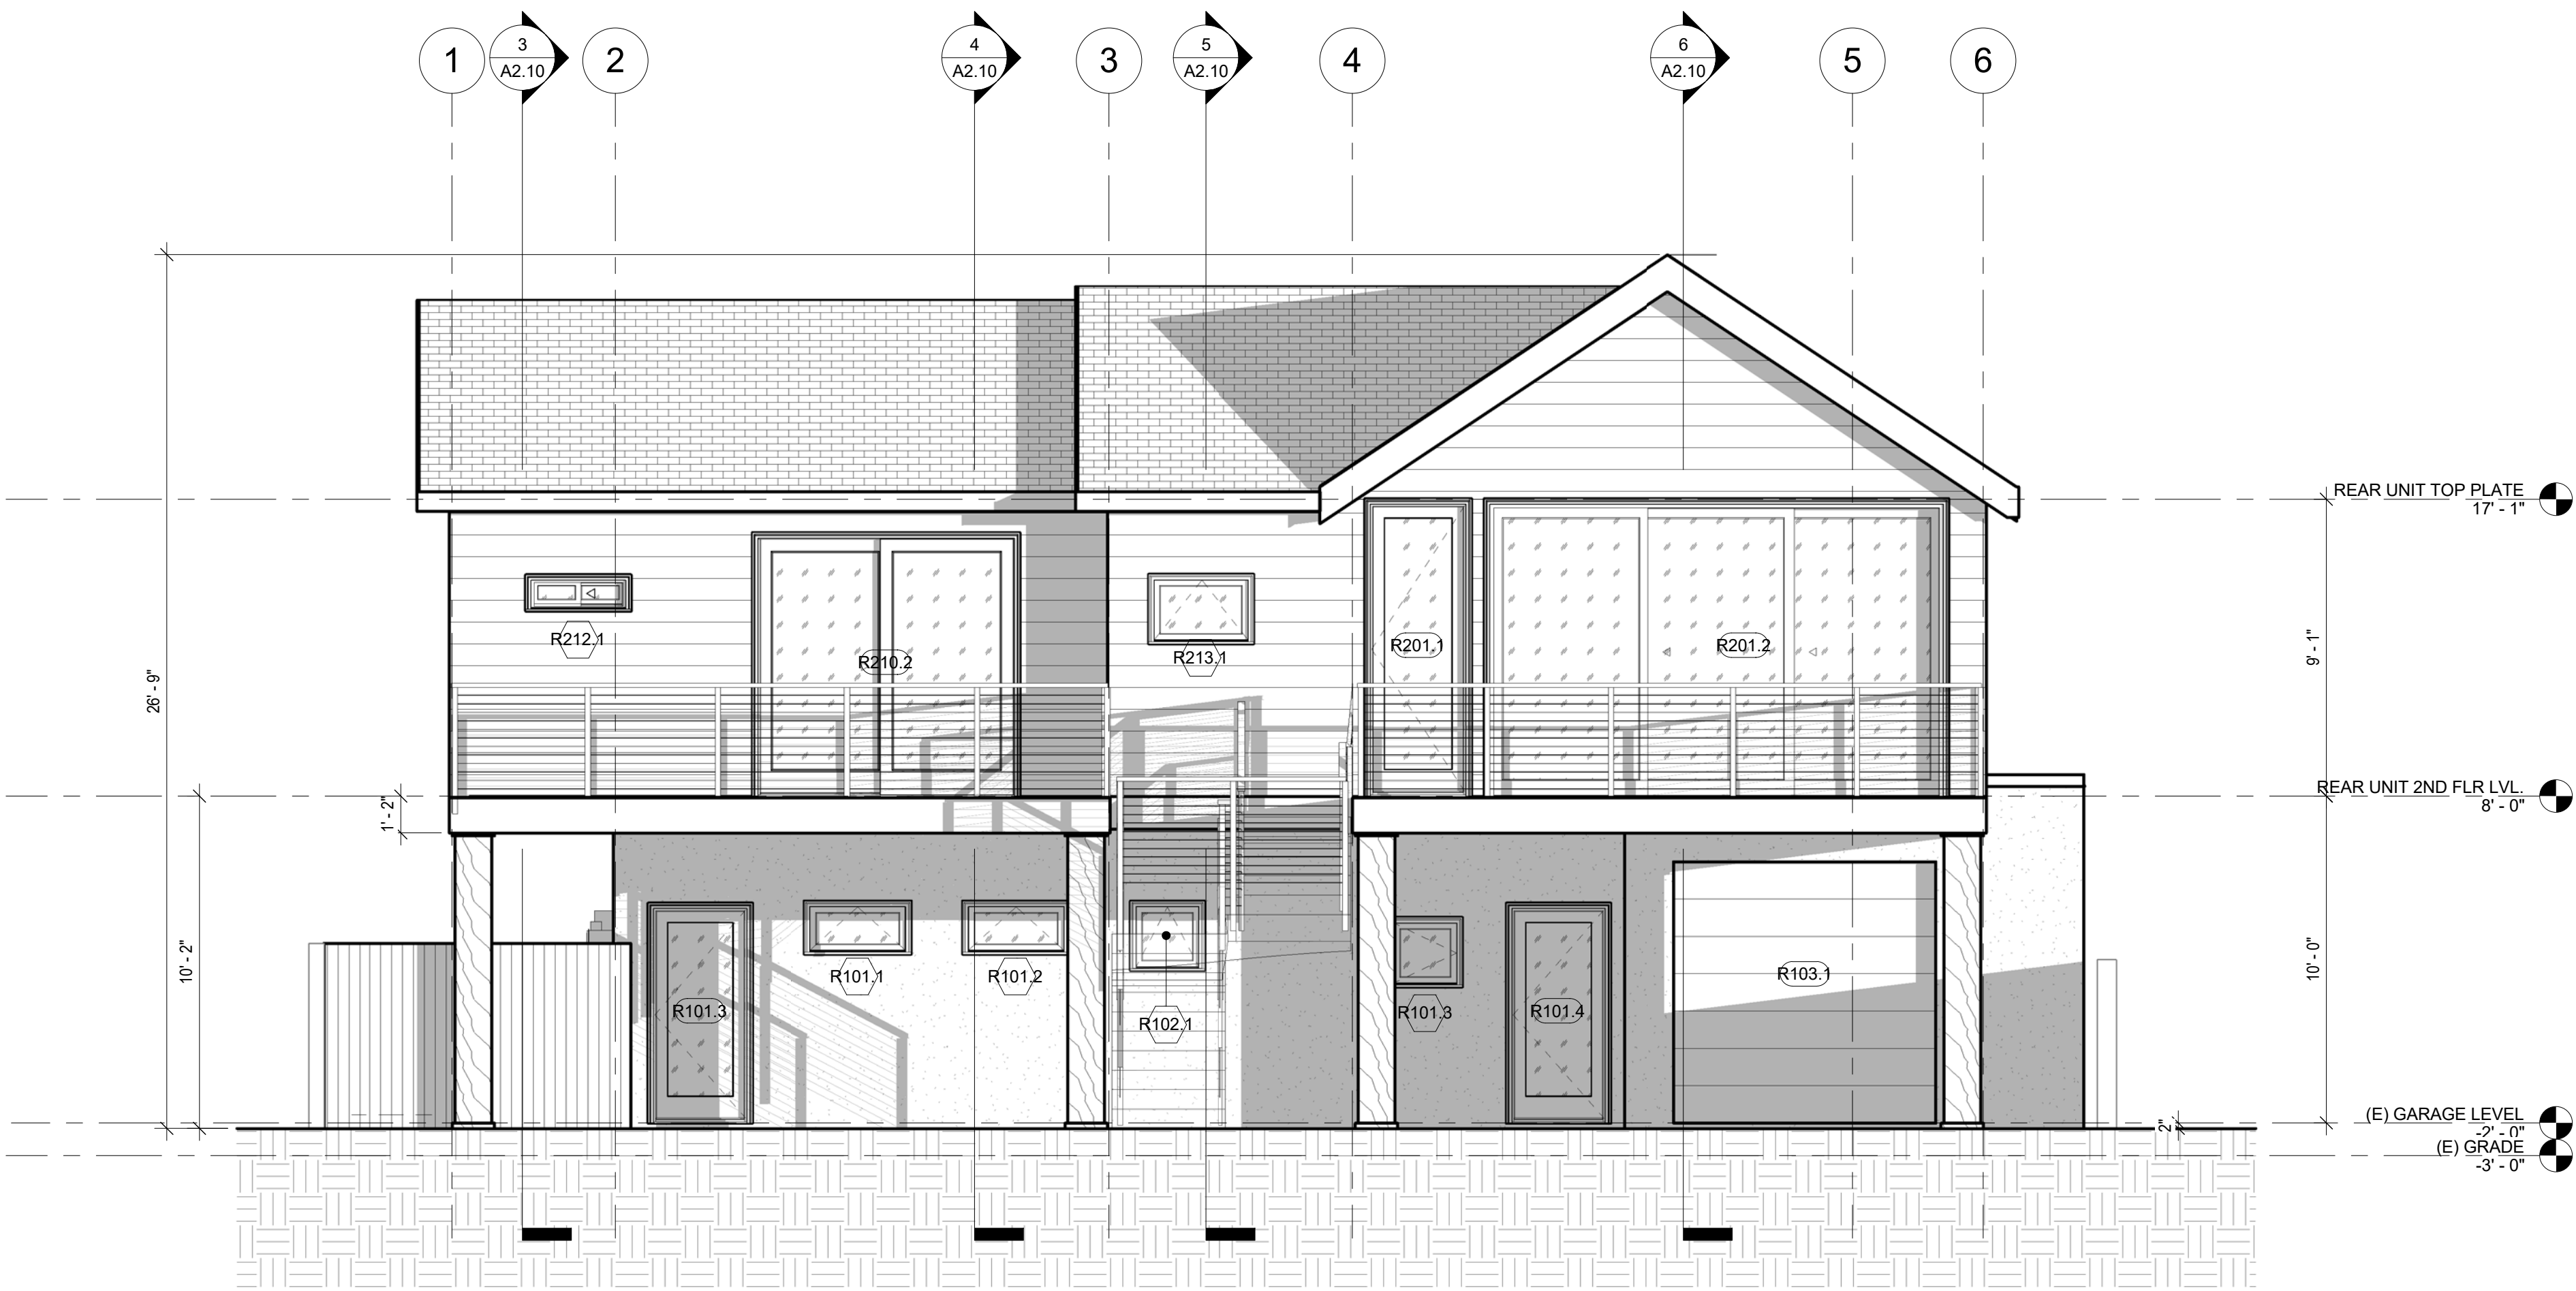 1
3
A2.10
2
4
A2.10
3
5
A2.10
4
6
A2.10
5
6
REAR UNIT TOP PLATE
17' - 1"
R212.1
R210.2
R213.1
R201.1
R201.2
9' - 1"
26' - 9"
REAR UNIT 2ND FLR LVL.
8' - 0"
1' - 2"
10' - 2"
R101.3
R101.1
R101.2
R102.1
R101.3
R101.4
R103.1
10' - 0"
(E) GARAGE LEVEL
-2' - 0"
2"
(E) GRADE
-3' - 0"